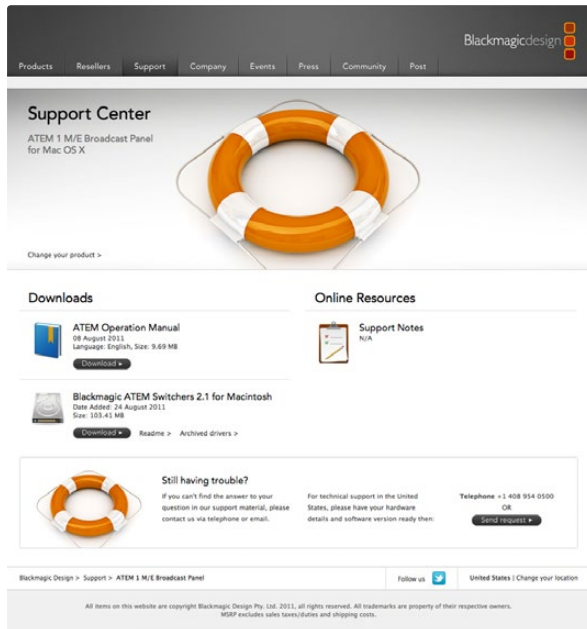 Blackmagicdesign
Products Resellers Support Company Events Press Community Post
Support Center
ATEM 1 M/E Broadcast Panel
for Mac OS X
Change your product >
Downloads
ATEM Operation Manual
08 August 2011
Language: English, Size: 9.69 MB
Download
Blackmagic ATEM Switchers 2.1 for Macintosh
Date Added: 24 August 2011
Size: 103.41 MB
Download Readme > Archived drivers >
Online Resources
Support Notes
N/A
Still having trouble?
If you can't find the answer to your
question in our support material, please
contact us via telephone or email.
For technical support in the United
States, please have your hardware
details and software version ready then:
Telephone +1 408 954 0500
OR
Send request
Blackmagic Design > Support > ATEM 1 M/E Broadcast Panel
Follow us
United States | Change your location
All items on this website are copyright Blackmagic Design Pty. Ltd. 2011, all rights reserved. All trademarks are property of their respective owners.
MSRP excludes sales taxes/duties and shipping costs.